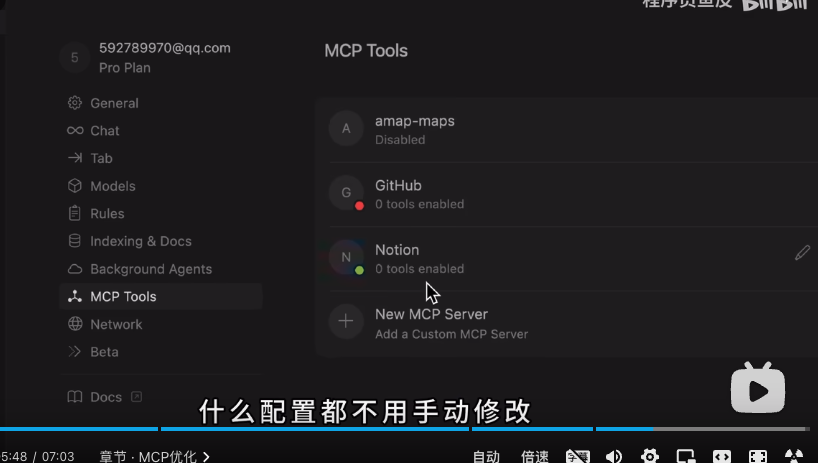 程序员鱼皮 bilibili
5
592789970@qq.com
Pro Plan
General
Chat
Tab
Models
Rules
Indexing & Docs
Background Agents
MCP Tools
Network
Beta
Docs
MCP Tools
A
amap-maps
Disabled
G
GitHub
0 tools enabled
N
Notion
0 tools enabled
New MCP Server
Add a Custom MCP Server
什么配置都不用手动修改
5:48 / 07:03 章节 · MCP优化 自动 倍速